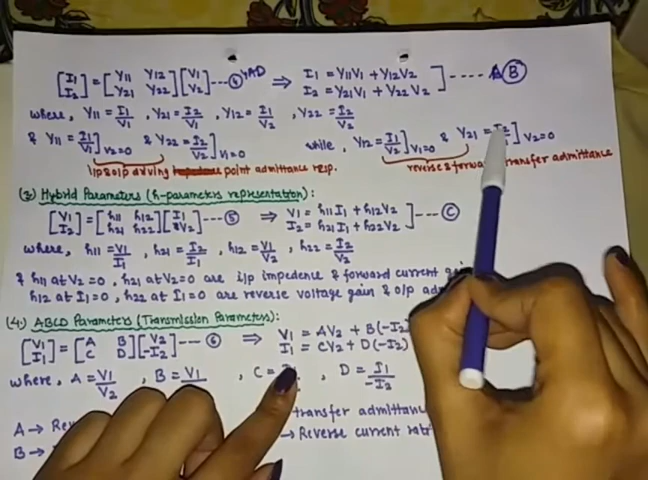 [I1 I2] = [Y11 Y12 Y21 Y22] [V1 V2] ---- ④ YAD ⇒ I1 = Y11V1 + Y12V2
I2 = Y21V1 + Y22V2 ] ---- B
where, Y11 = I1/V1 , Y21 = I2/V1 , Y12 = I1/V2 , Y22 = I2/V2
& Y11 = I1/V1] V2=0 & Y22 = I2/V2] V1=0 while, Y12 = I1/V2] V1=0 & Y21 = ] V2=0
i/p & o/p driving point admittance resp. reverse & forward transfer admittance
(3) Hybrid Parameters (h-parameters representation):
[V1 I2] = [h11 h12 h21 h22] [I1 V2] --- ⑤ ⇒ V1 = h11 I1 + h12V2
I2 = h21 I1 + h22V2 ] --- C
where, h11 = V1/I1 , h21 = I2/I1 , h12 = V1/V2 , h22 = I2/V2
& h11 at V2=0 , h21 at V2=0 are i/p impedence & forward current
h12 at I1=0 , h22 at I1=0 are reverse voltage gain & o/p
(4) ABCD Parameters (Transmission Parameters):
[V1 I1] = [A B C D] [V2 -I2] --- ⑥ ⇒ V1 = AV2 + B(-I2)
I1 = CV2 + D(-I2)
where, A = V1/V2 , B = V1 , C = , D = I1/-I2
A → transfer
B → → Reverse current